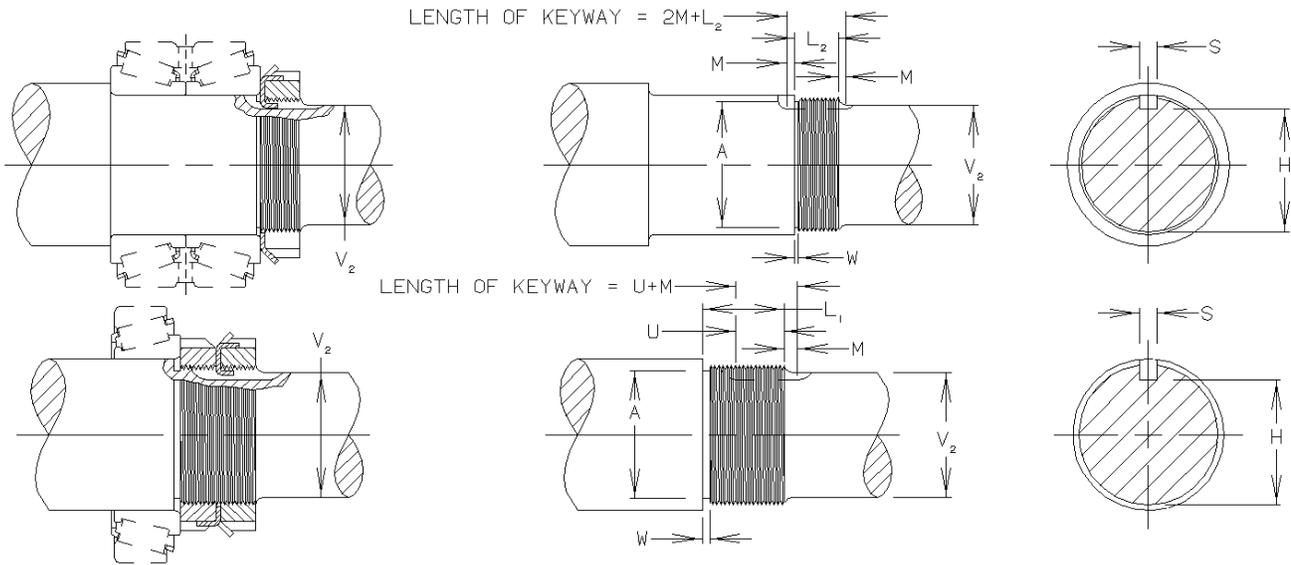 LENGTH OF KEYWAY = 2M+L₂
L₂
S
M
M
A
V₂
H
V₂
W
LENGTH OF KEYWAY = U+M
L₁
S
V₂
U
M
A
H
V₂
W